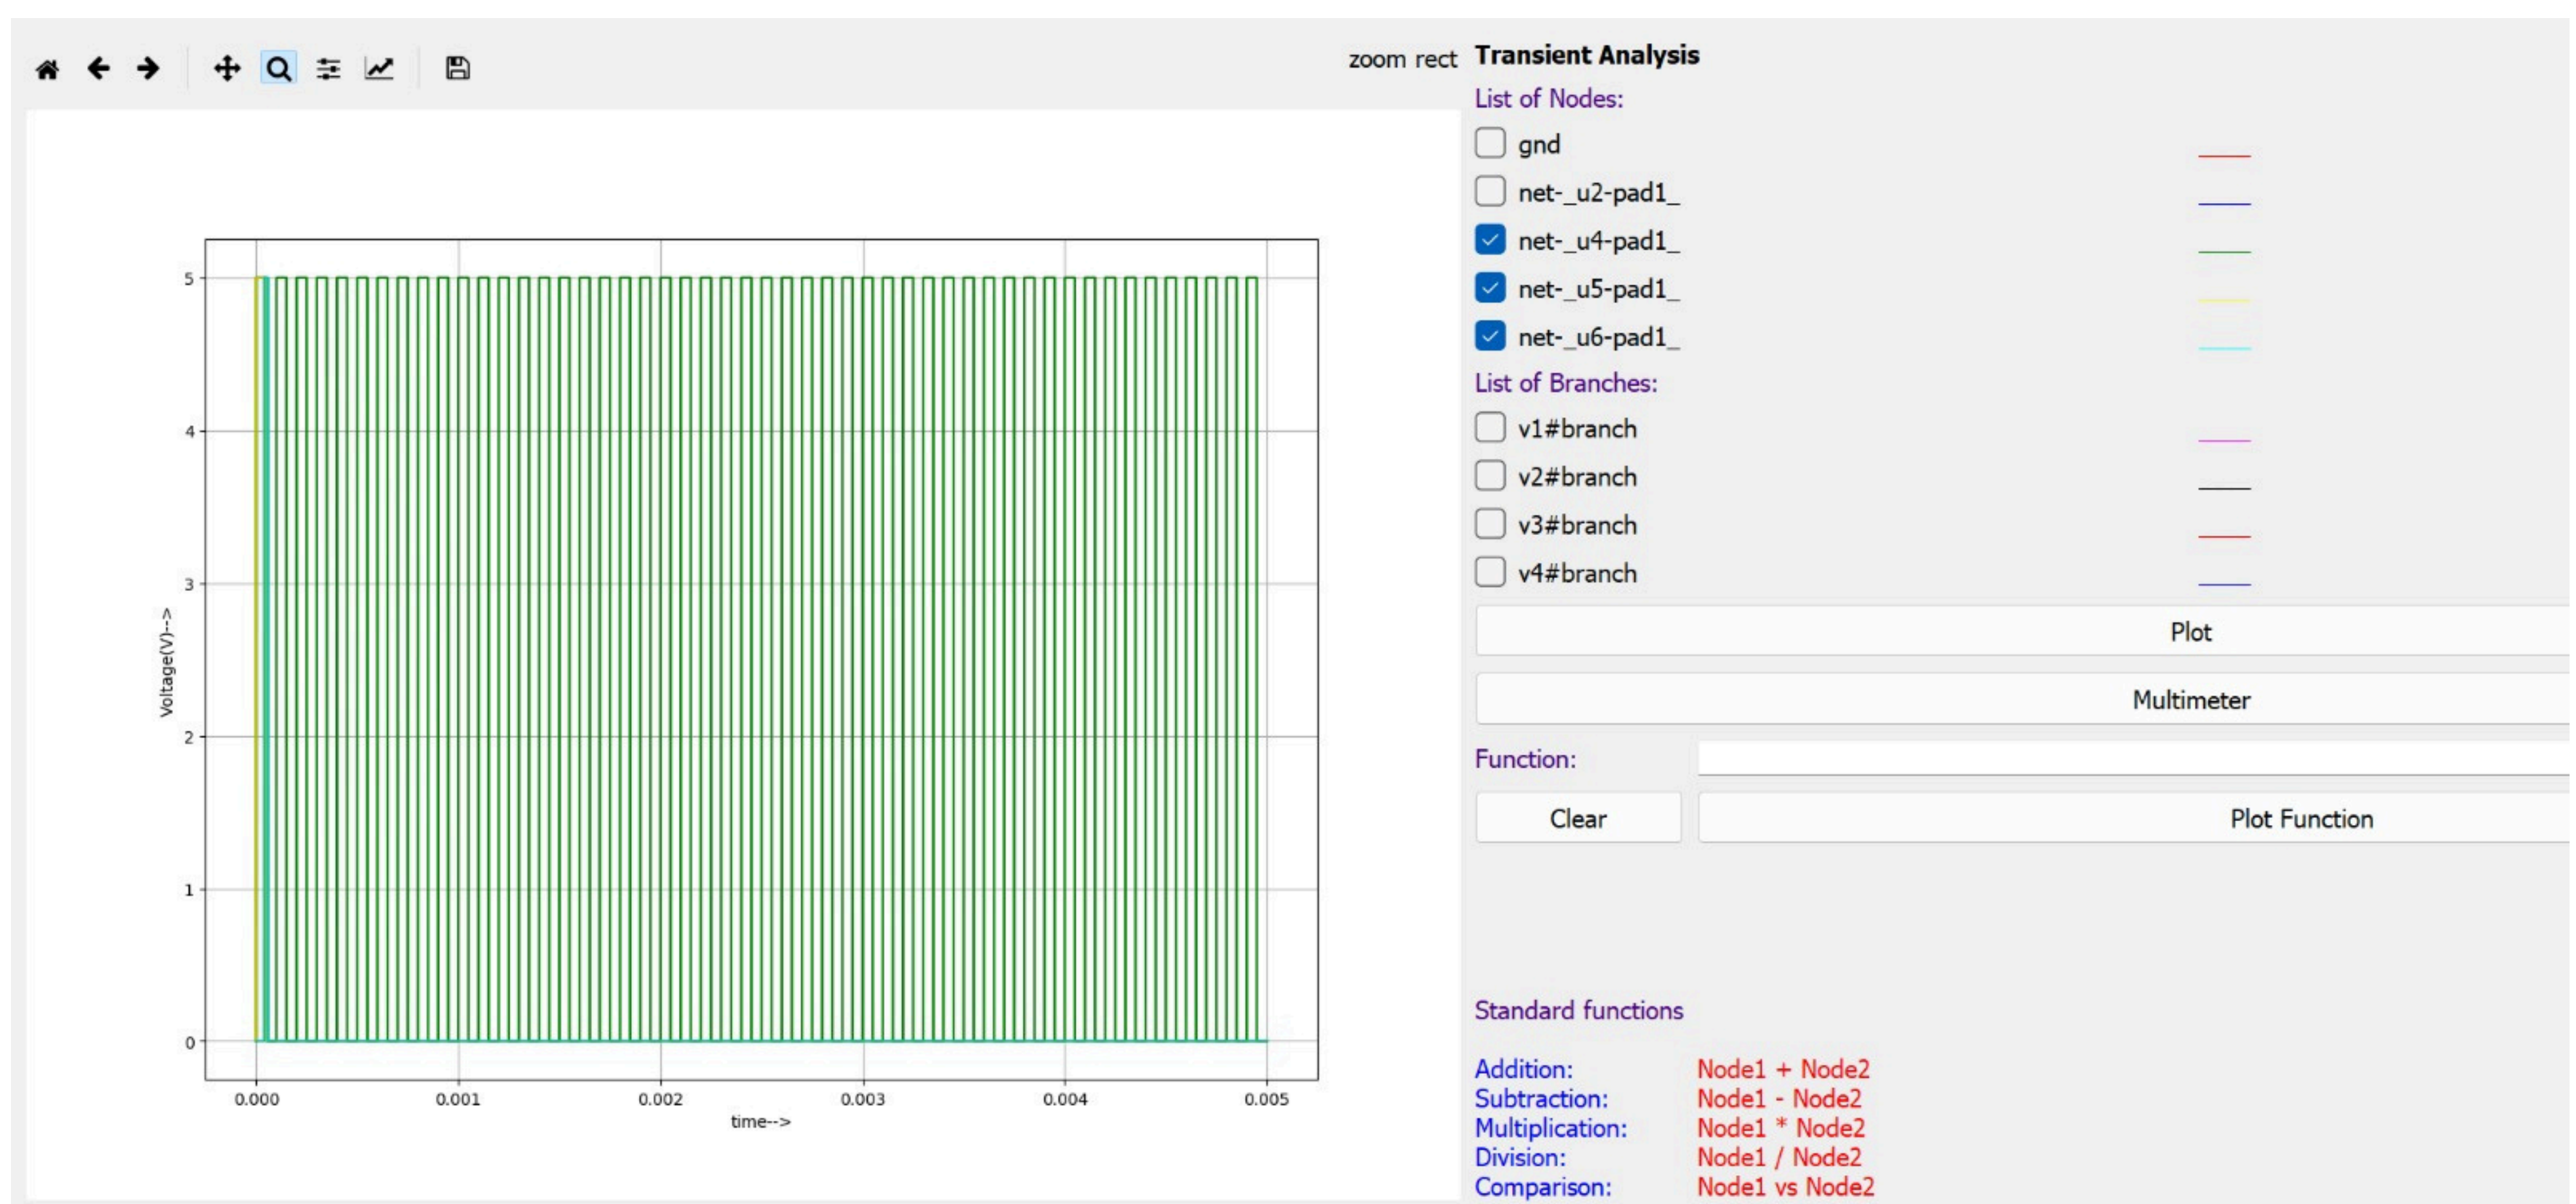 zoom rect
5
4
3
2
1
0
Voltage(V)-->
0.000 0.001 0.002 0.003 0.004 0.005
time-->
Transient Analysis
List of Nodes:
gnd
net-_u2-pad1_
net-_u4-pad1_
net-_u5-pad1_
net-_u6-pad1_
List of Branches:
v1#branch
v2#branch
v3#branch
v4#branch
Plot
Multimeter
Function:
Clear Plot Function
Standard functions
Addition: Node1 + Node2
Subtraction: Node1 - Node2
Multiplication: Node1 * Node2
Division: Node1 / Node2
Comparison: Node1 vs Node2